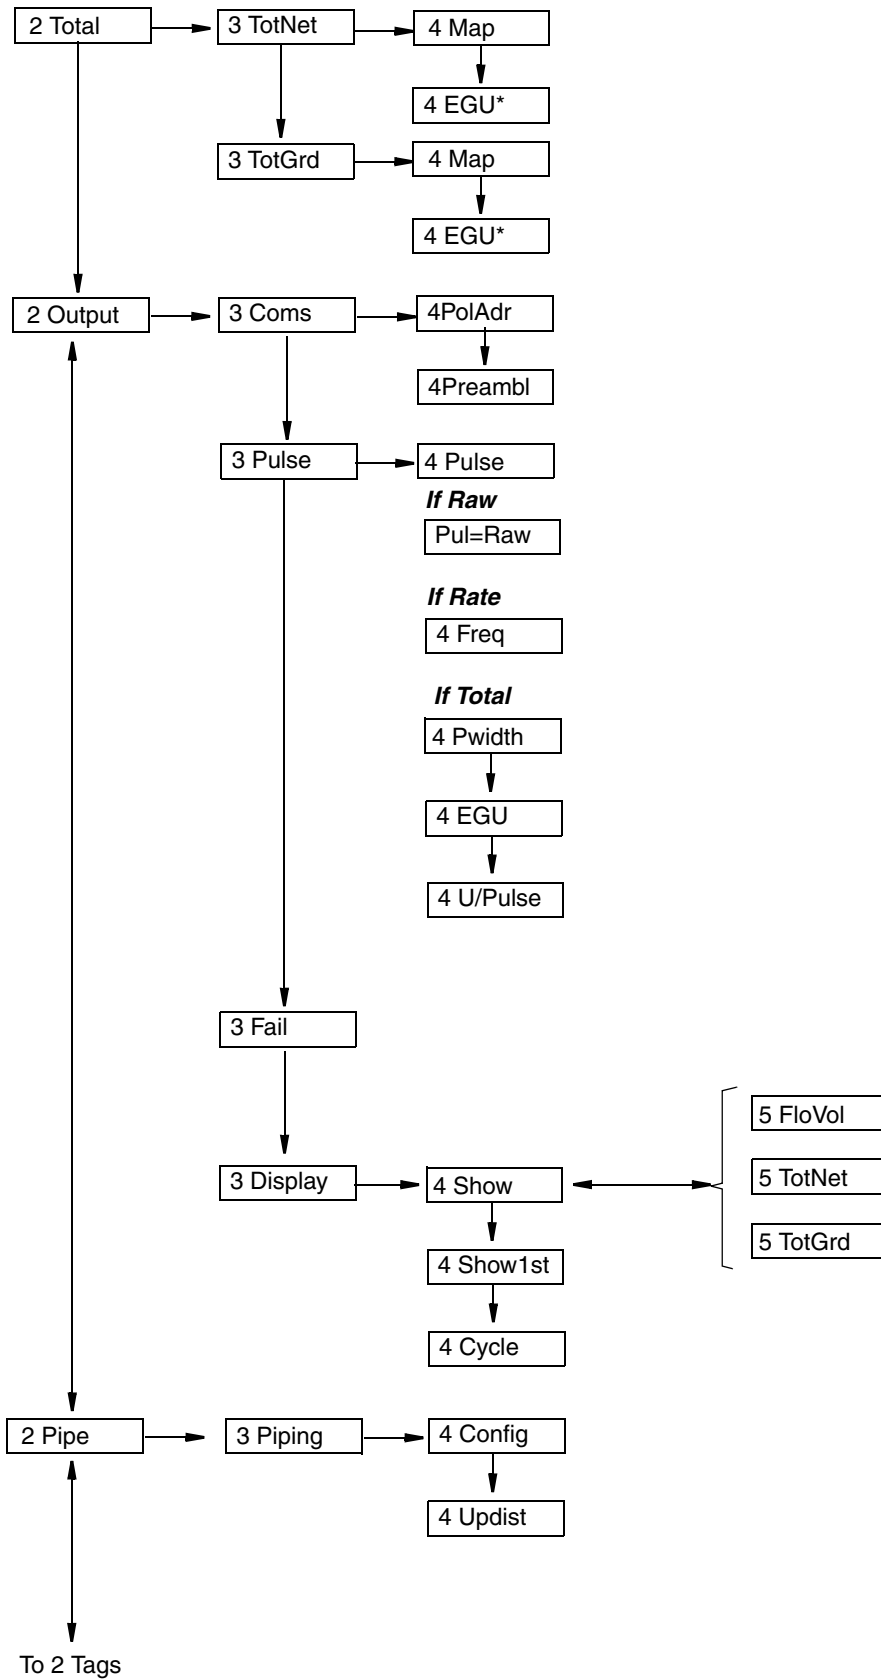 2 Total
3 TotNet
4 Map
4 EGU*
3 TotGrd
4 Map
4 EGU*
2 Output
3 Coms
4PolAdr
4Preambl
3 Pulse
4 Pulse
If Raw
Pul=Raw
If Rate
4 Freq
If Total
4 Pwidth
4 EGU
4 U/Pulse
3 Fail
3 Display
4 Show
5 FloVol
5 TotNet
5 TotGrd
4 Show1st
4 Cycle
2 Pipe
3 Piping
4 Config
4 Updist
To 2 Tags